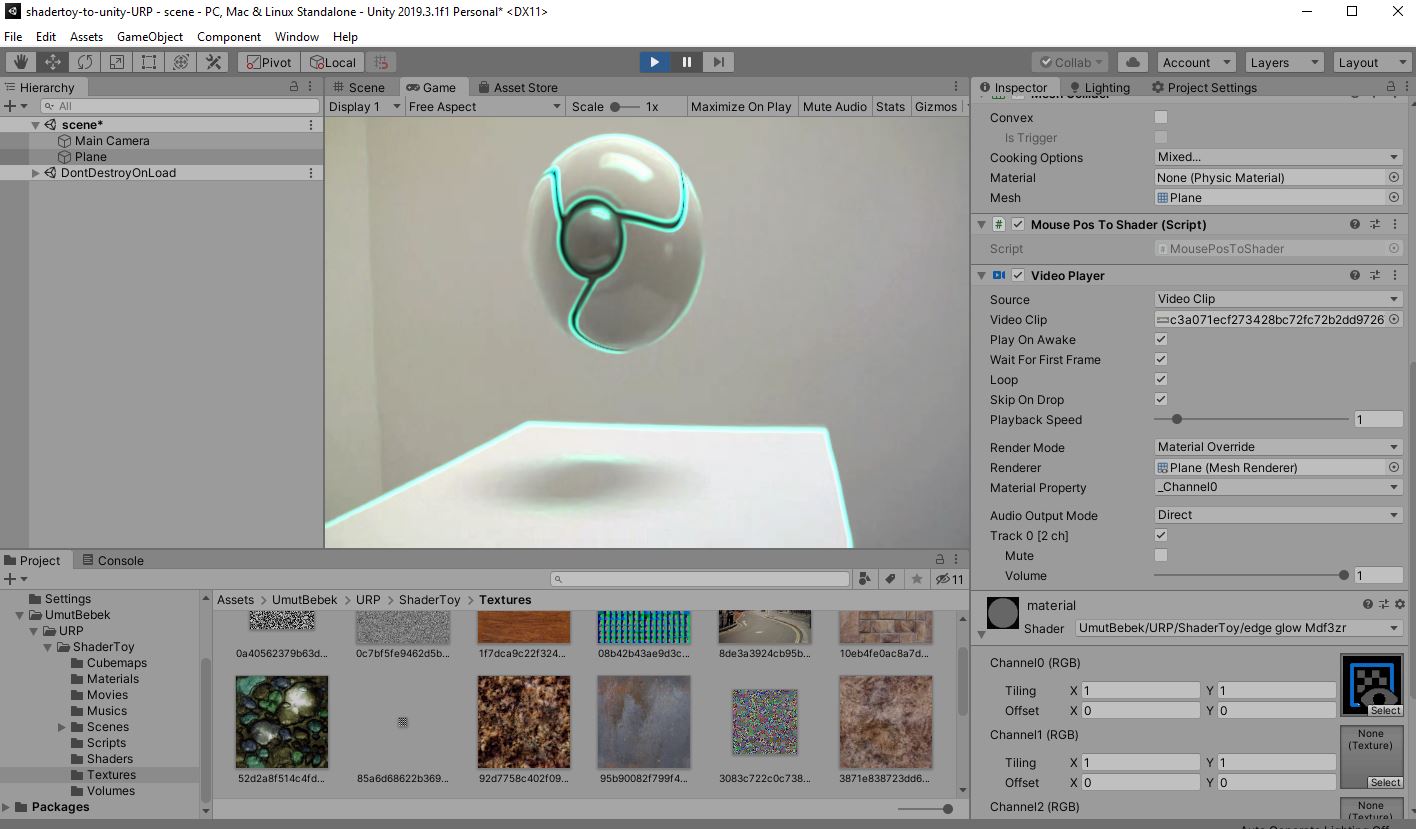 shadertoy-to-unity-URP - scene - PC, Mac & Linux Standalone - Unity 2019.3.1f1 Personal* <DX11>
File Edit Assets GameObject Component Window Help
Pivot Local Collab Account Layers Layout
Hierarchy
All
scene*
Main Camera
Plane
DontDestroyOnLoad
Scene Game Asset Store
Display 1 Free Aspect Scale 1x Maximize On Play Mute Audio Stats Gizmos
Inspector Lighting Project Settings
Mesh Collider
Convex
Is Trigger
Cooking Options Mixed...
Material None (Physic Material)
Mesh Plane
Mouse Pos To Shader (Script)
Script MousePosToShader
Video Player
Source Video Clip
Video Clip c3a071ecf273428bc72fc72b2dd9726
Play On Awake
Wait For First Frame
Loop
Skip On Drop
Playback Speed 1
Render Mode Material Override
Renderer Plane (Mesh Renderer)
Material Property _Channel0
Audio Output Mode Direct
Track 0 [2 ch]
Mute
Volume 1
material
Shader UmutBebek/URP/ShaderToy/edge glow Mdf3zr
Channel0 (RGB)
Tiling X 1 Y 1
Offset X 0 Y 0
Select
Channel1 (RGB)
None
(Texture)
Tiling X 1 Y 1
Offset X 0 Y 0
Select
Channel2 (RGB)
None
(Texture)
Auto Generate Lighting Off
Project Console
11
Settings
UmutBebek
URP
ShaderToy
Cubemaps
Materials
Movies
Musics
Scenes
Scripts
Shaders
Textures
Volumes
Packages
Assets > UmutBebek > URP > ShaderToy > Textures
0a40562379b63d... 0c7bf5fe9462d5b... 1f7dca9c22f324... 08b42b43ae9d3c... 8de3a3924cb95b... 10eb4fe0ac8a7d...
52d2a8f514c4fd... 85a6d68622b369... 92d7758c402f09... 95b90082f799f4... 3083c722c0c738... 3871e838723dd6...